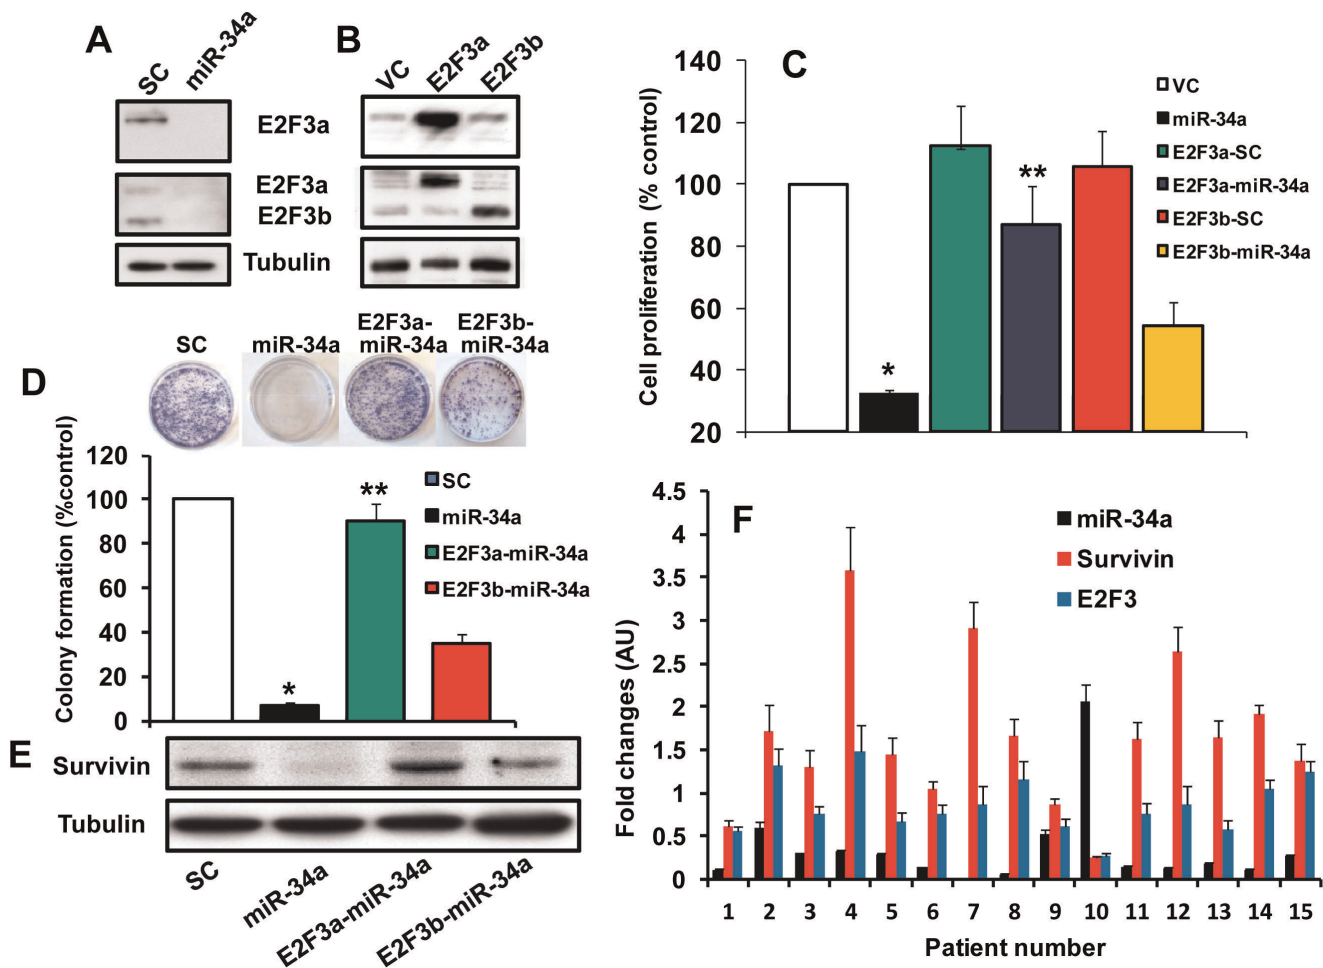 A
SC
miR-34a
E2F3a
E2F3a
E2F3b
Tubulin
B
VC
E2F3a
E2F3b
C
Cell proliferation (% control)
140
120
100
80
60
40
20
*
**
VC
miR-34a
E2F3a-SC
E2F3a-miR-34a
E2F3b-SC
E2F3b-miR-34a
D
SC
miR-34a
E2F3a-
miR-34a
E2F3b-
miR-34a
Colony formation (%control)
120
100
80
60
40
20
0
*
**
SC
miR-34a
E2F3a-miR-34a
E2F3b-miR-34a
E
Survivin
Tubulin
SC
miR-34a
E2F3a-miR-34a
E2F3b-miR-34a
F
Fold changes (AU)
4.5
4
3.5
3
2.5
2
1.5
1
0.5
0
miR-34a
Survivin
E2F3
1 2 3 4 5 6 7 8 9 10 11 12 13 14 15
Patient number